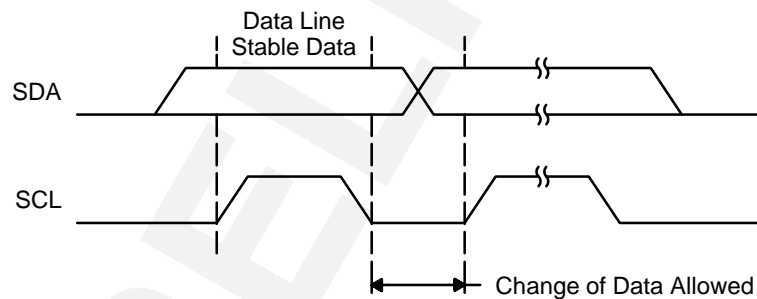 Data Line
Stable Data
SDA
SCL
Change of Data Allowed